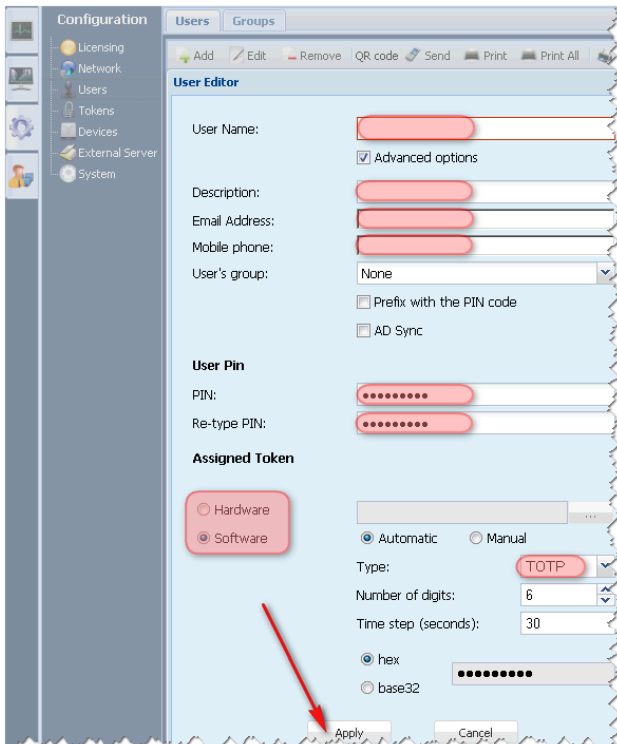 Configuration
Licensing
Network
Users
Tokens
Devices
External Server
System
Users Groups
Add Edit Remove QR code Send Print Print All
User Editor
User Name:
Advanced options
Description:
Email Address:
Mobile phone:
User's group: None
Prefix with the PIN code
AD Sync
User Pin
PIN: •••••••••
Re-type PIN: •••••••••
Assigned Token
Hardware ...
Software Automatic Manual
Type: TOTP
Number of digits: 6
Time step (seconds): 30
hex •••••••••
base32
Apply Cancel